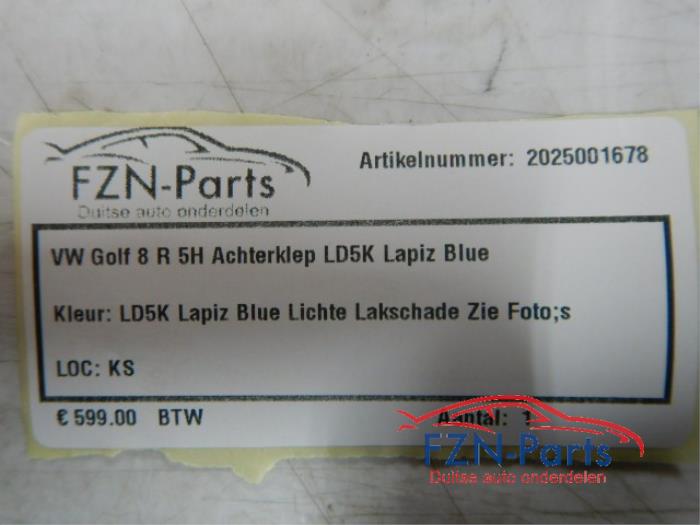 FZN-Parts
Duitse auto onderdelen
Artikelnummer: 2025001678
VW Golf 8 R 5H Achterklep LD5K Lapiz Blue
Kleur: LD5K Lapiz Blue Lichte Lakschade Zie Foto;s
LOC: KS
€ 599.00 BTW
Aantal: 1
FZN-Parts
Duitse auto onderdelen